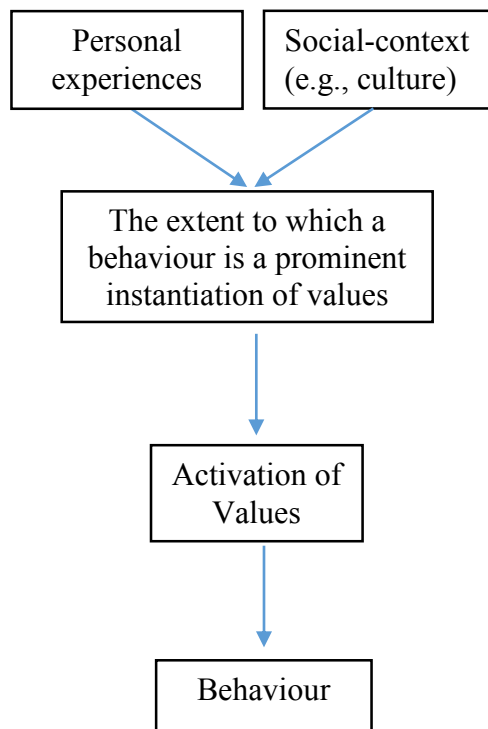 Personal
experiences
Social-context
(e.g., culture)
The extent to which a
behaviour is a prominent
instantiation of values
Activation of
Values
Behaviour